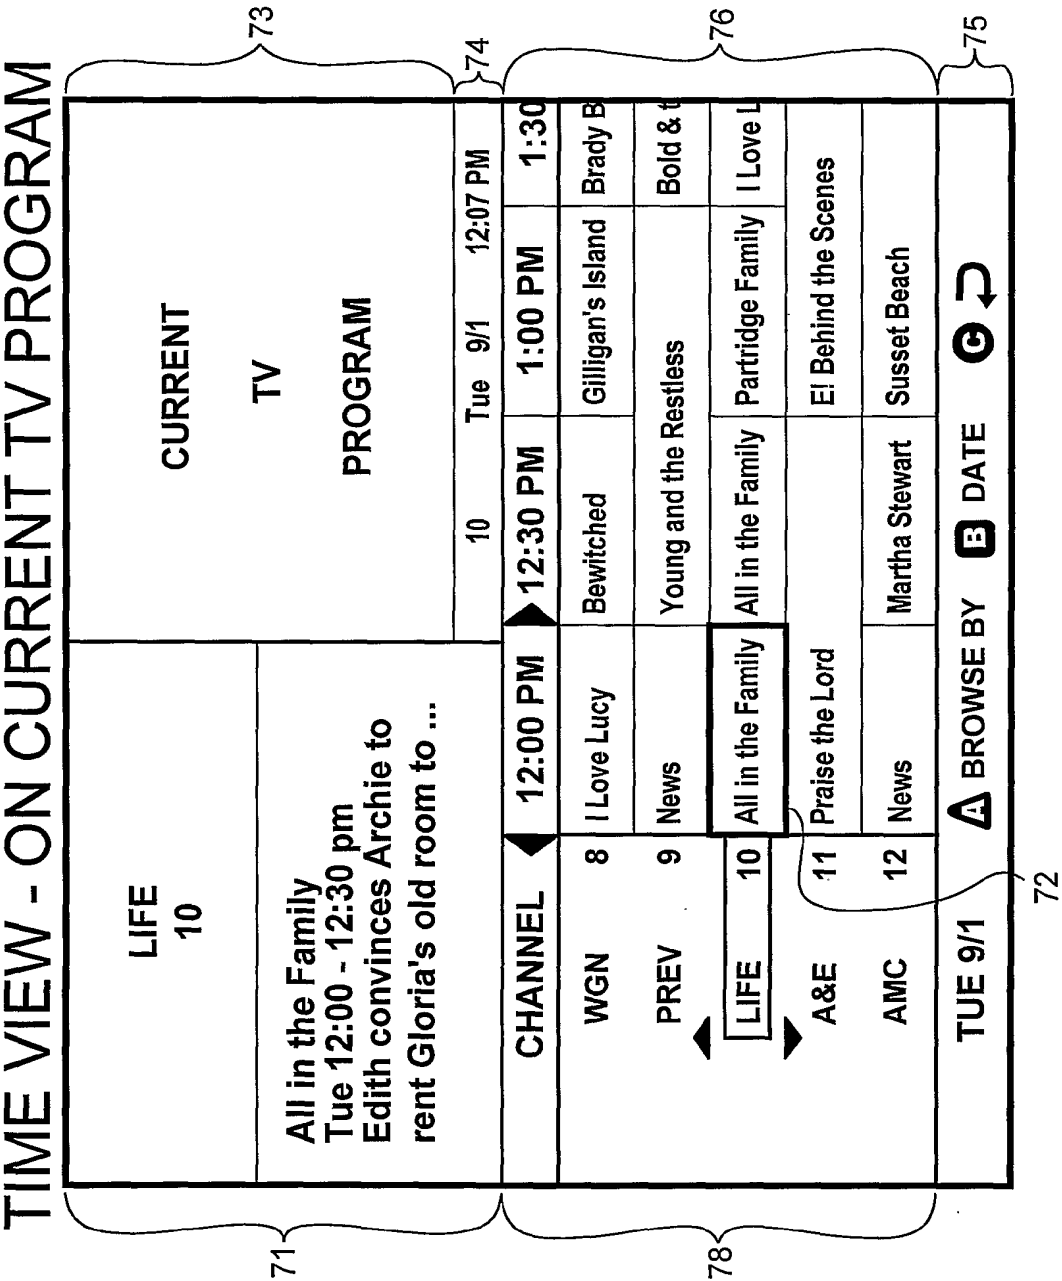 TIME VIEW - ON CURRENT TV PROGRAM
LIFE
10
All in the Family
Tue 12:00 - 12:30 pm
Edith convinces Archie to
rent Gloria's old room to ...
CURRENT
TV
PROGRAM
10 Tue 9/1 12:07 PM
CHANNEL 12:00 PM 12:30 PM 1:00 PM 1:30
WGN 8 I Love Lucy Bewitched Gilligan's Island Brady B
PREV 9 News Young and the Restless Bold & t
LIFE 10 All in the Family All in the Family Partridge Family I Love L
A&E 11 Praise the Lord E! Behind the Scenes
AMC 12 News Martha Stewart Susset Beach
TUE 9/1 A BROWSE BY B DATE C
71
73
74
78
76
75
72